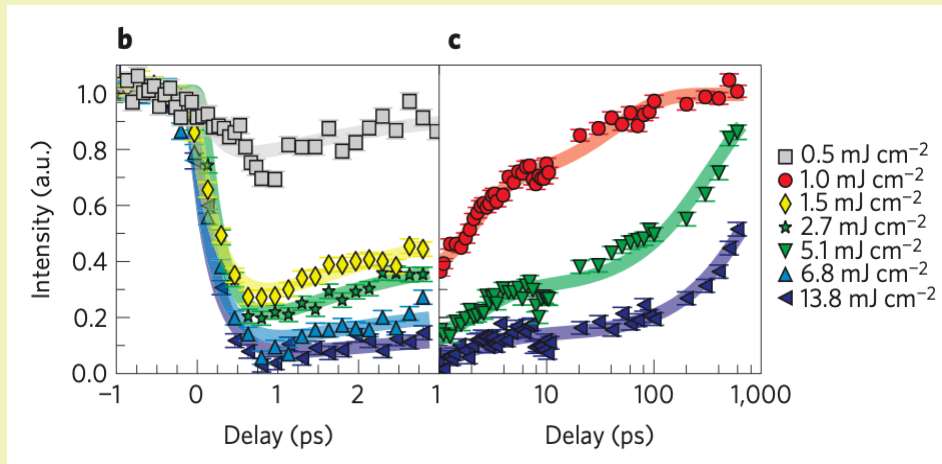 b
c
Intensity (a.u.)
1.0
0.8
0.6
0.4
0.2
0.0
−1 0 1 2
1 10 100 1,000
Delay (ps)
Delay (ps)
0.5 mJ cm⁻²
1.0 mJ cm⁻²
1.5 mJ cm⁻²
2.7 mJ cm⁻²
5.1 mJ cm⁻²
6.8 mJ cm⁻²
13.8 mJ cm⁻²